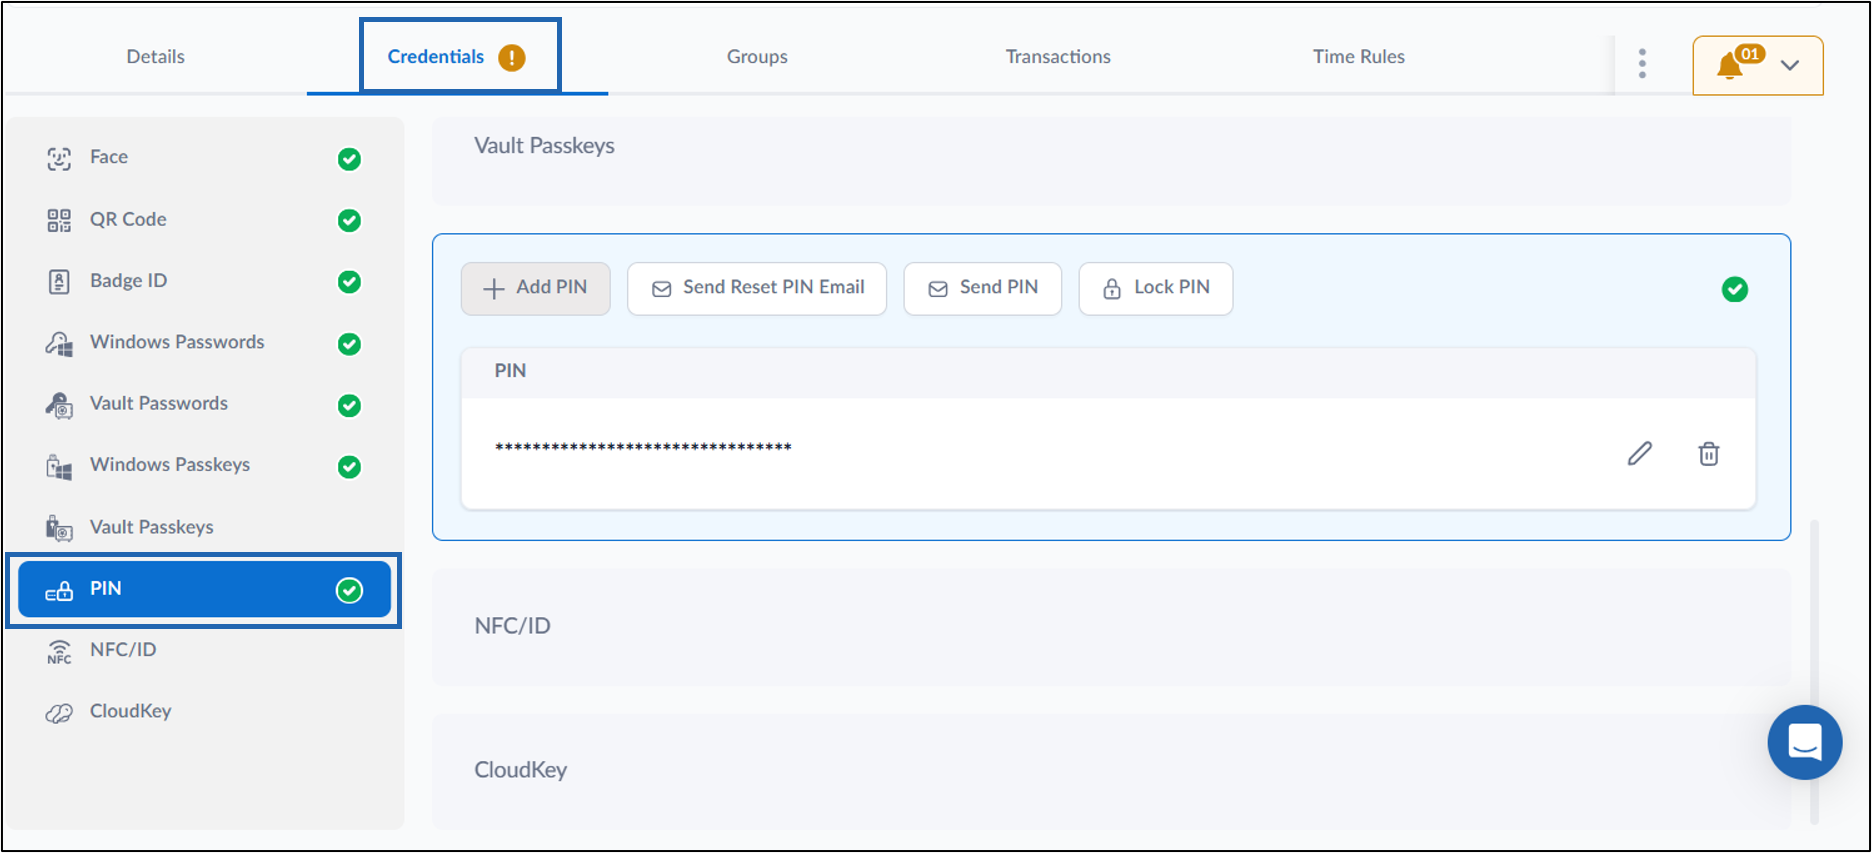 Details
Credentials !
Groups
Transactions
Time Rules
01
Face
QR Code
Badge ID
Windows Passwords
Vault Passwords
Windows Passkeys
Vault Passkeys
PIN
NFC
NFC/ID
CloudKey
Vault Passkeys
Add PIN
Send Reset PIN Email
Send PIN
Lock PIN
PIN
********************************
NFC/ID
CloudKey